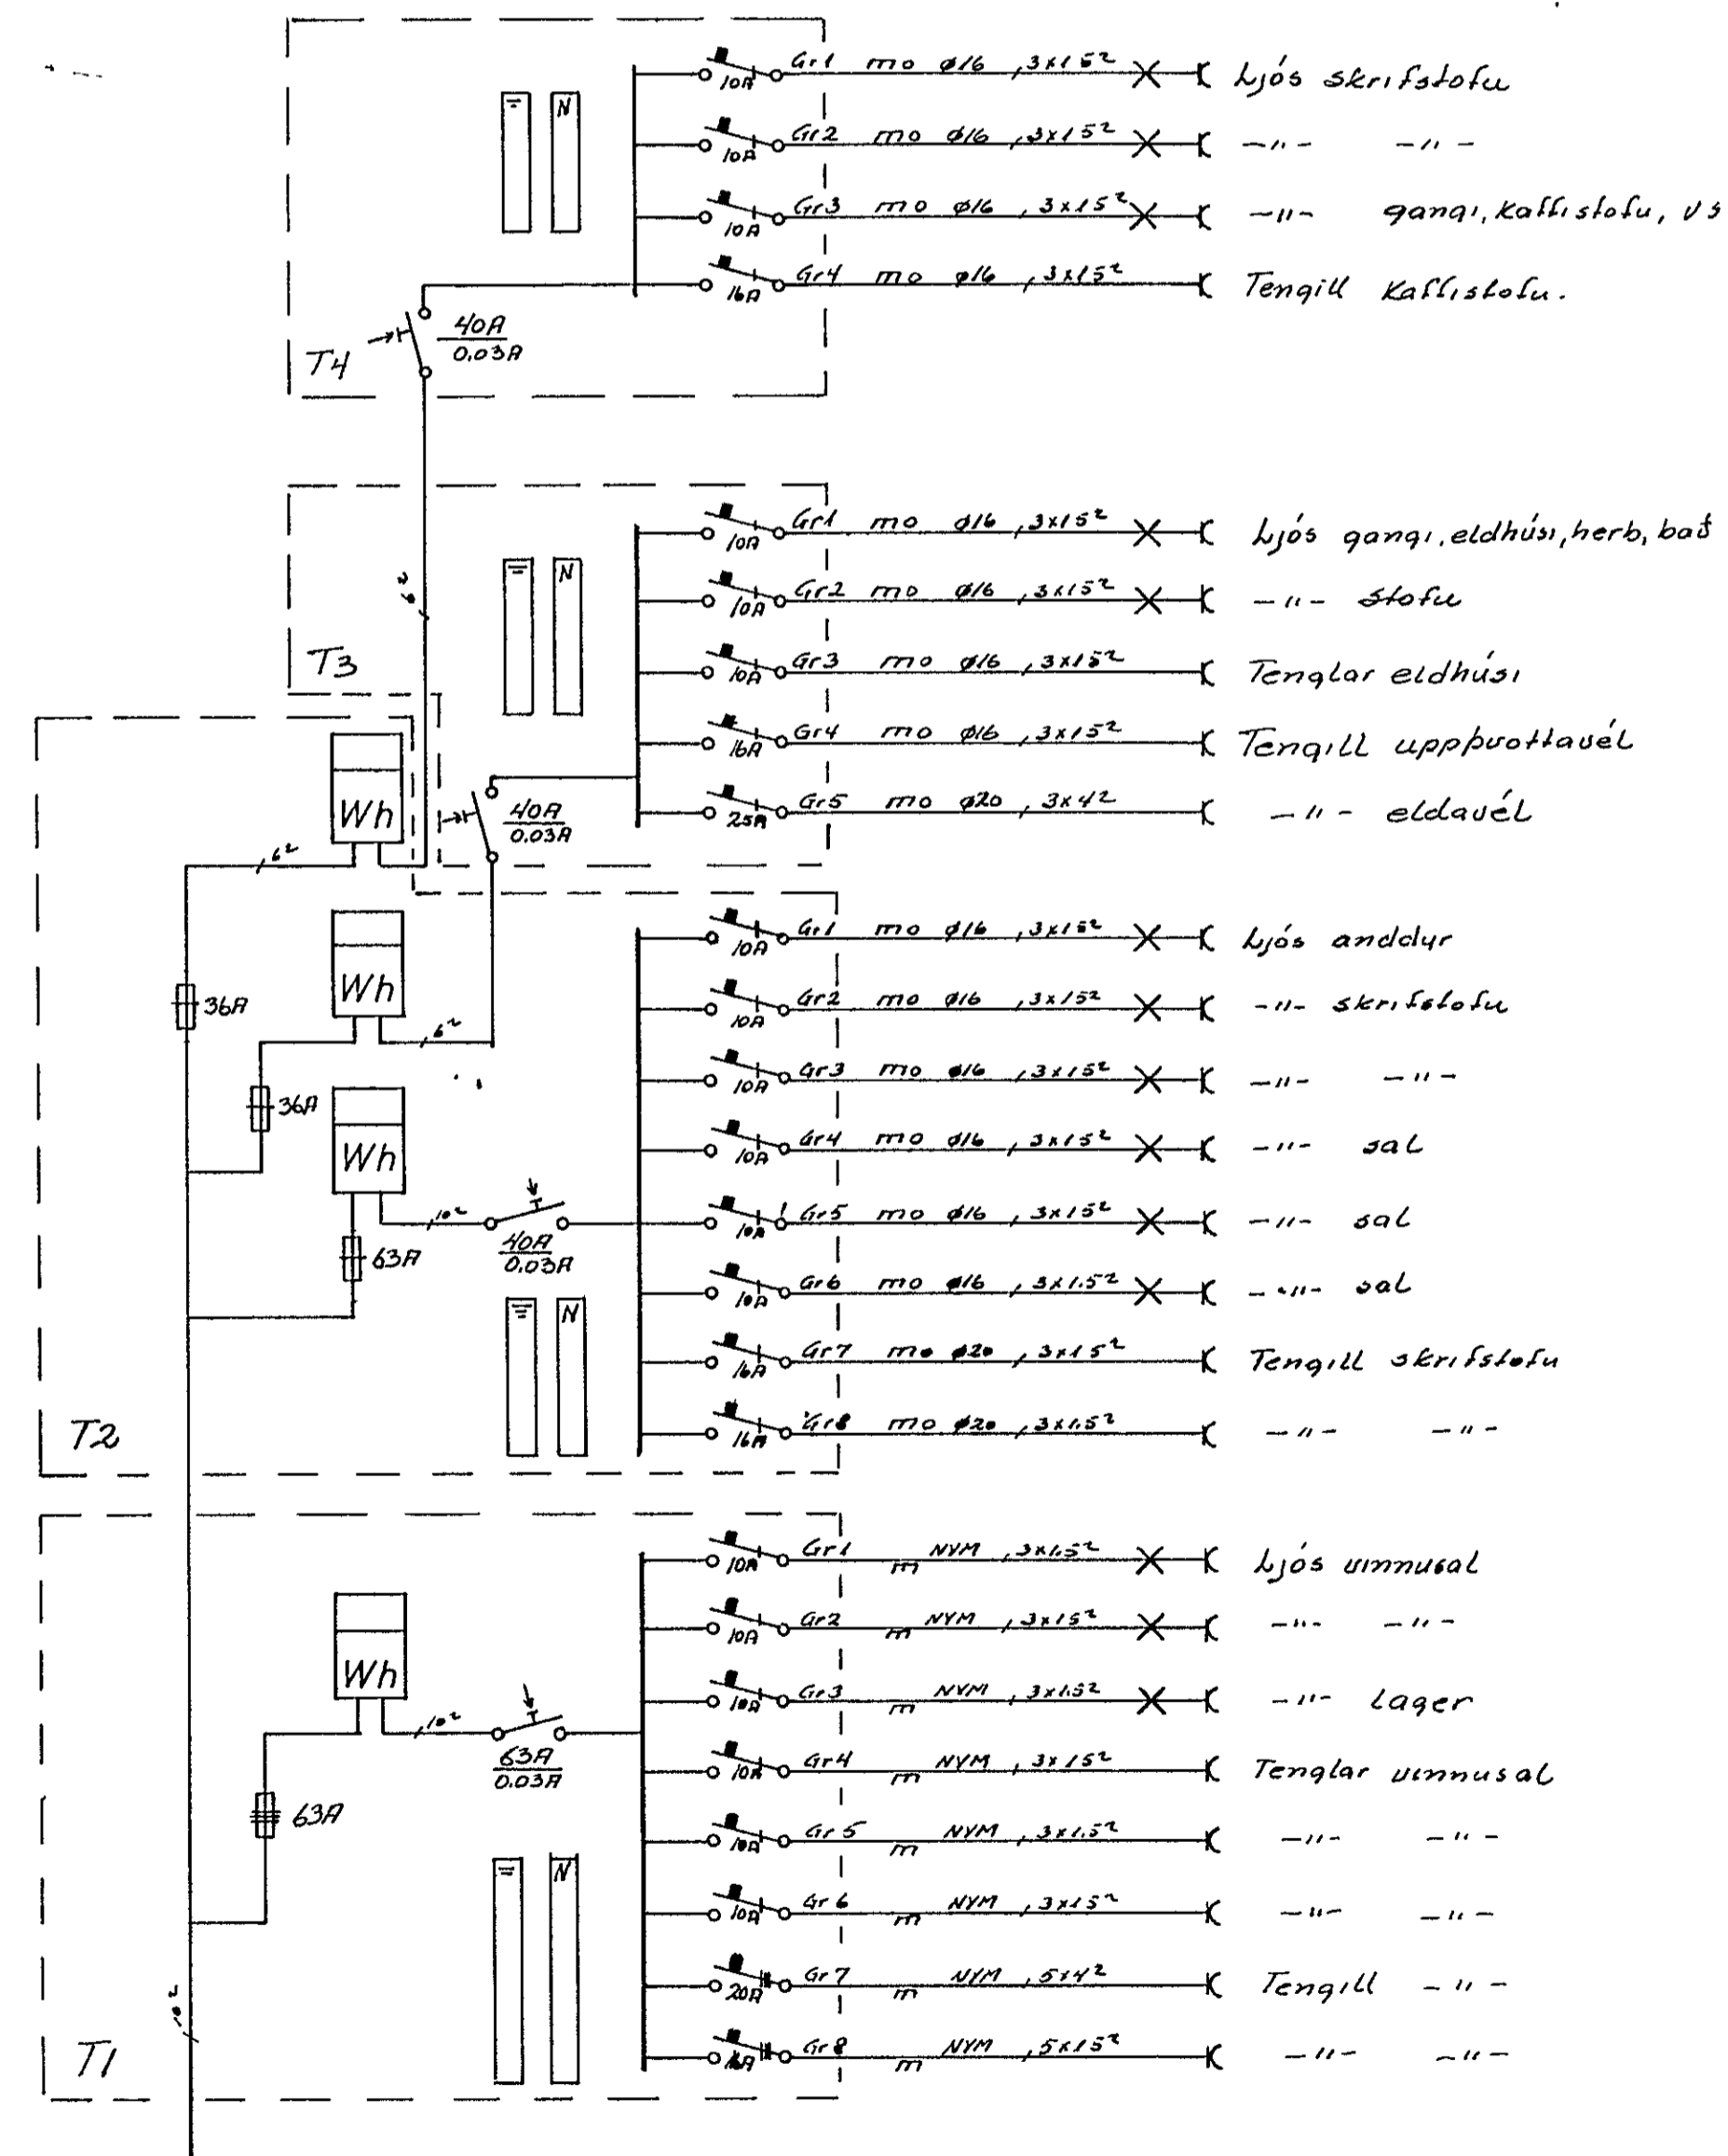 Gr1 mo ø16 , 3x1.5² Ljós skrifstofu
10A
N
Gr2 mo ø16 , 3x1.5² -"- -"-
10A
Gr3 mo ø16 , 3x1.5² -"- gangi, kaffistofu, vs
10A
Gr4 mo ø16 , 3x1.5² Tengill kaffistofu.
16A
40A
0.03A
T4
Gr1 mo ø16 , 3x1.5² Ljós gangi, eldhúsi, herb, bað
10A
N
6²
Gr2 mo ø16 , 3x1.5² -"- stofu
10A
T3
Gr3 mo ø16 , 3x1.5² Tenglar eldhúsi
10A
Gr4 mo ø16 , 3x1.5² Tengill uppþvottavél
16A
Wh
Gr5 mo ø20 , 3x4² -"- eldavél
25A
40A
0.03A
6²
Gr1 mo ø16 , 3x1.5² Ljós anddyr
10A
Wh
36A
Gr2 mo ø16 , 3x1.5² -"- skrifstofu
10A
6²
Gr3 mo ø16 , 3x1.5² -"- -"-
10A
36A
Wh
Gr4 mo ø16 , 3x1.5² -"- sal
10A
10²
Gr5 mo ø16 , 3x1.5² -"- sal
10A
63A
40A
0.03A
Gr6 mo ø16 , 3x1.5² -"- sal
10A
N
Gr7 mo ø20 , 3x1.5² Tengill skrifstofu
16A
T2
Gr8 mo ø20 , 3x1.5² -"- -"-
16A
Gr1 m NYM , 3x1.5² Ljós vinnusal
10A
Gr2 m NYM , 3x1.5² -"- -"-
10A
Wh
Gr3 m NYM , 3x1.5² -"- lager
10A
10²
63A
0.03A
Gr4 m NYM , 3x1.5² Tenglar vinnusal
10A
63A
Gr5 m NYM , 3x1.5² -"- -"-
10A
N
Gr6 m NYM , 3x1.5² -"- -"-
10A
Gr7 m NYM , 5x4² Tengill -"-
20A
10²
T1
Gr8 m NYM , 5x1.5² -"- -"-
16A